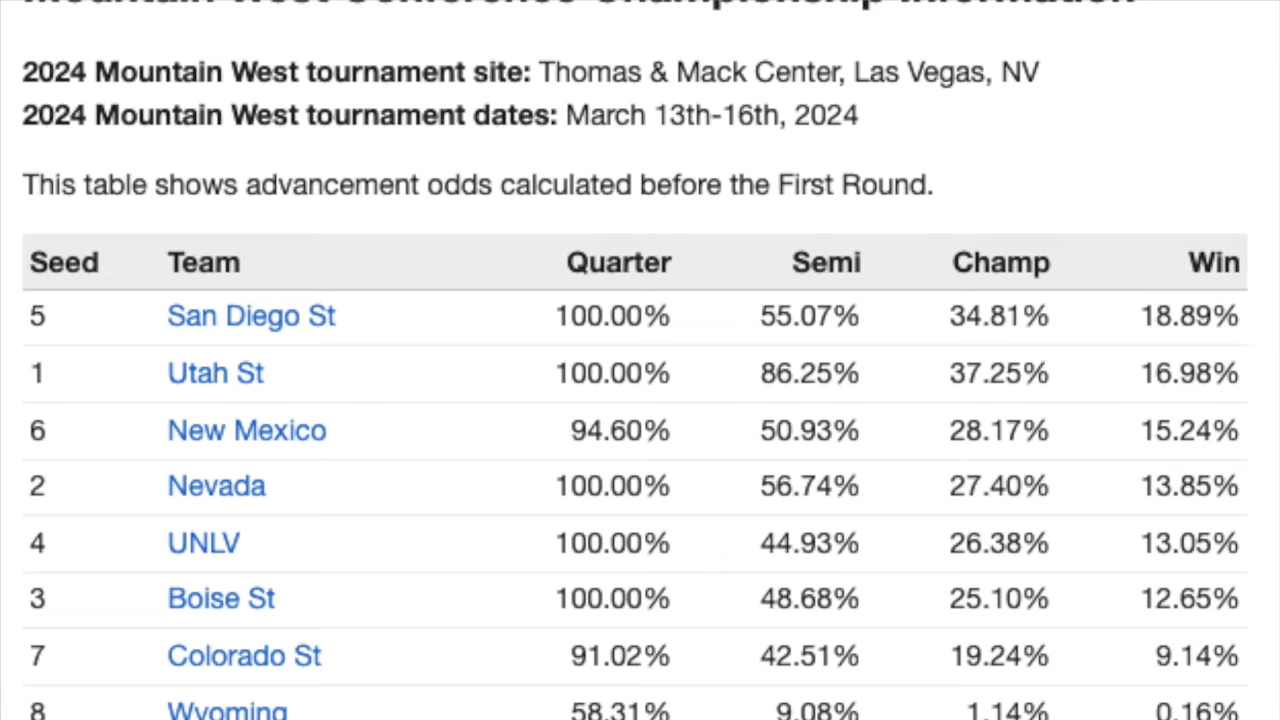 Mountain West Conference Championship Information
2024 Mountain West tournament site: Thomas & Mack Center, Las Vegas, NV
2024 Mountain West tournament dates: March 13th-16th, 2024
This table shows advancement odds calculated before the First Round.
Seed Team Quarter Semi Champ Win
5 San Diego St 100.00% 55.07% 34.81% 18.89%
1 Utah St 100.00% 86.25% 37.25% 16.98%
6 New Mexico 94.60% 50.93% 28.17% 15.24%
2 Nevada 100.00% 56.74% 27.40% 13.85%
4 UNLV 100.00% 44.93% 26.38% 13.05%
3 Boise St 100.00% 48.68% 25.10% 12.65%
7 Colorado St 91.02% 42.51% 19.24% 9.14%
8 Wyoming 58.31% 9.08% 1.14% 0.16%